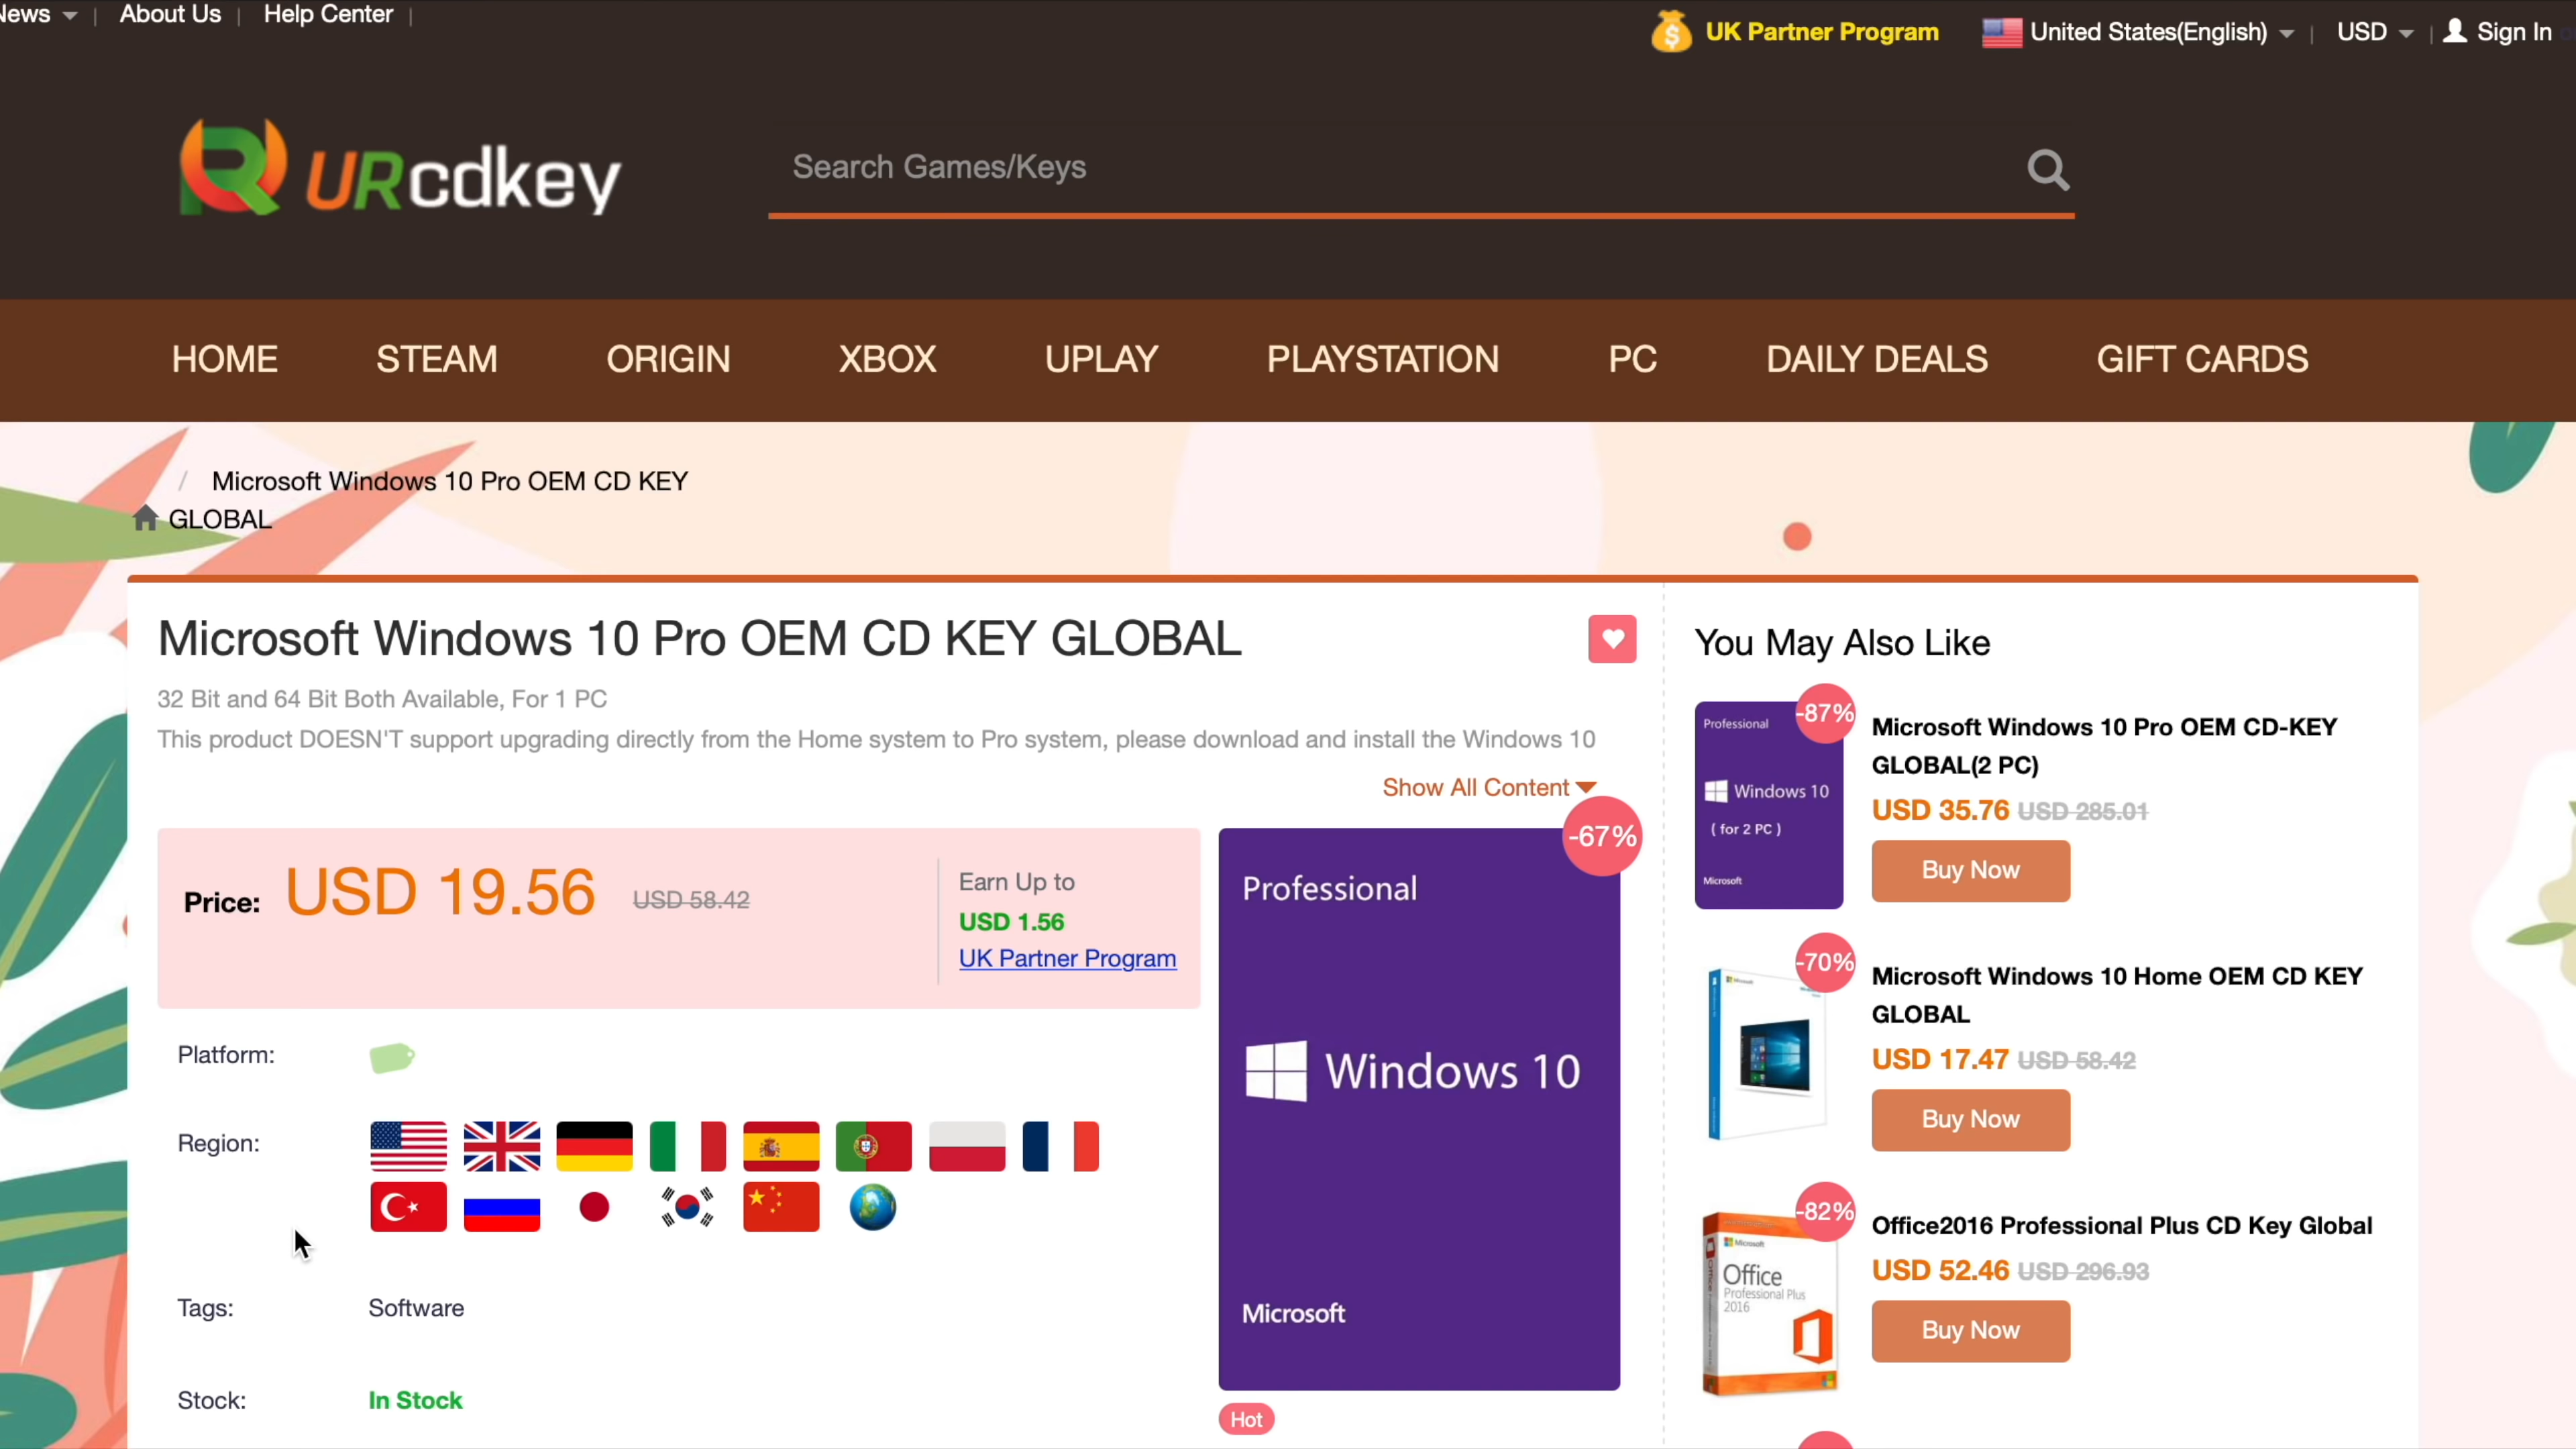 News
About Us
Help Center
UK Partner Program
United States(English)
USD
Sign In
URcdkey
Search Games/Keys
HOME
STEAM
ORIGIN
XBOX
UPLAY
PLAYSTATION
PC
DAILY DEALS
GIFT CARDS
/ Microsoft Windows 10 Pro OEM CD KEY
GLOBAL
Microsoft Windows 10 Pro OEM CD KEY GLOBAL
32 Bit and 64 Bit Both Available, For 1 PC
This product DOESN'T support upgrading directly from the Home system to Pro system, please download and install the Windows 10
Show All Content
Price: USD 19.56 USD 58.42
Earn Up to
USD 1.56
UK Partner Program
Platform:
Region:
Tags: Software
Stock: In Stock
-67%
Professional
Windows 10
Microsoft
Hot
You May Also Like
-87%
Professional
Windows 10
( for 2 PC )
Microsoft
Microsoft Windows 10 Pro OEM CD-KEY
GLOBAL(2 PC)
USD 35.76 USD 285.01
Buy Now
-70%
Microsoft Windows 10 Home OEM CD KEY
GLOBAL
USD 17.47 USD 58.42
Buy Now
-82%
Microsoft
Office
Professional Plus
2016
Office2016 Professional Plus CD Key Global
USD 52.46 USD 296.93
Buy Now